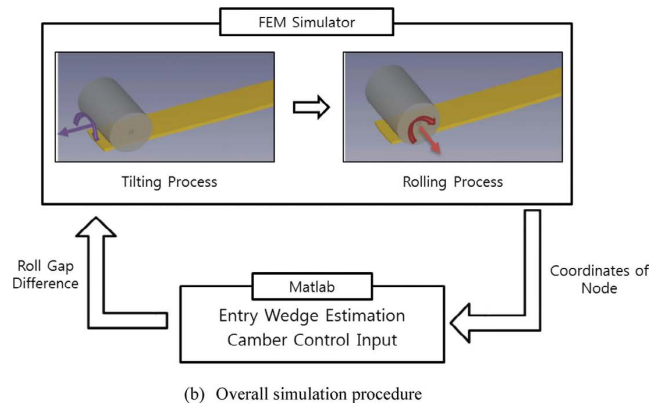 FEM Simulator
Tilting Process
Rolling Process
Roll Gap
Difference
Coordinates of
Node
Matlab
Entry Wedge Estimation
Camber Control Input
(b) Overall simulation procedure